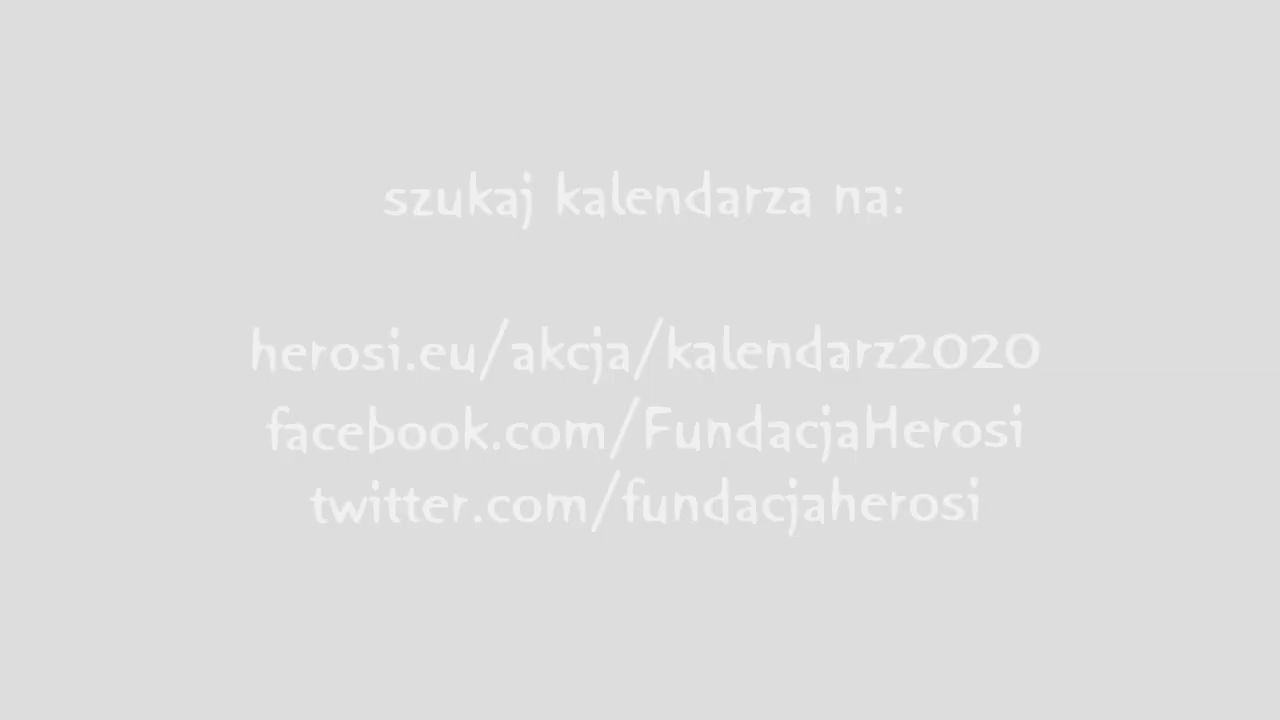 szukaj kalendarza na:
herosi.eu/akcja/kalendarz2020
facebook.com/FundacjaHerosi
twitter.com/fundacjaherosi